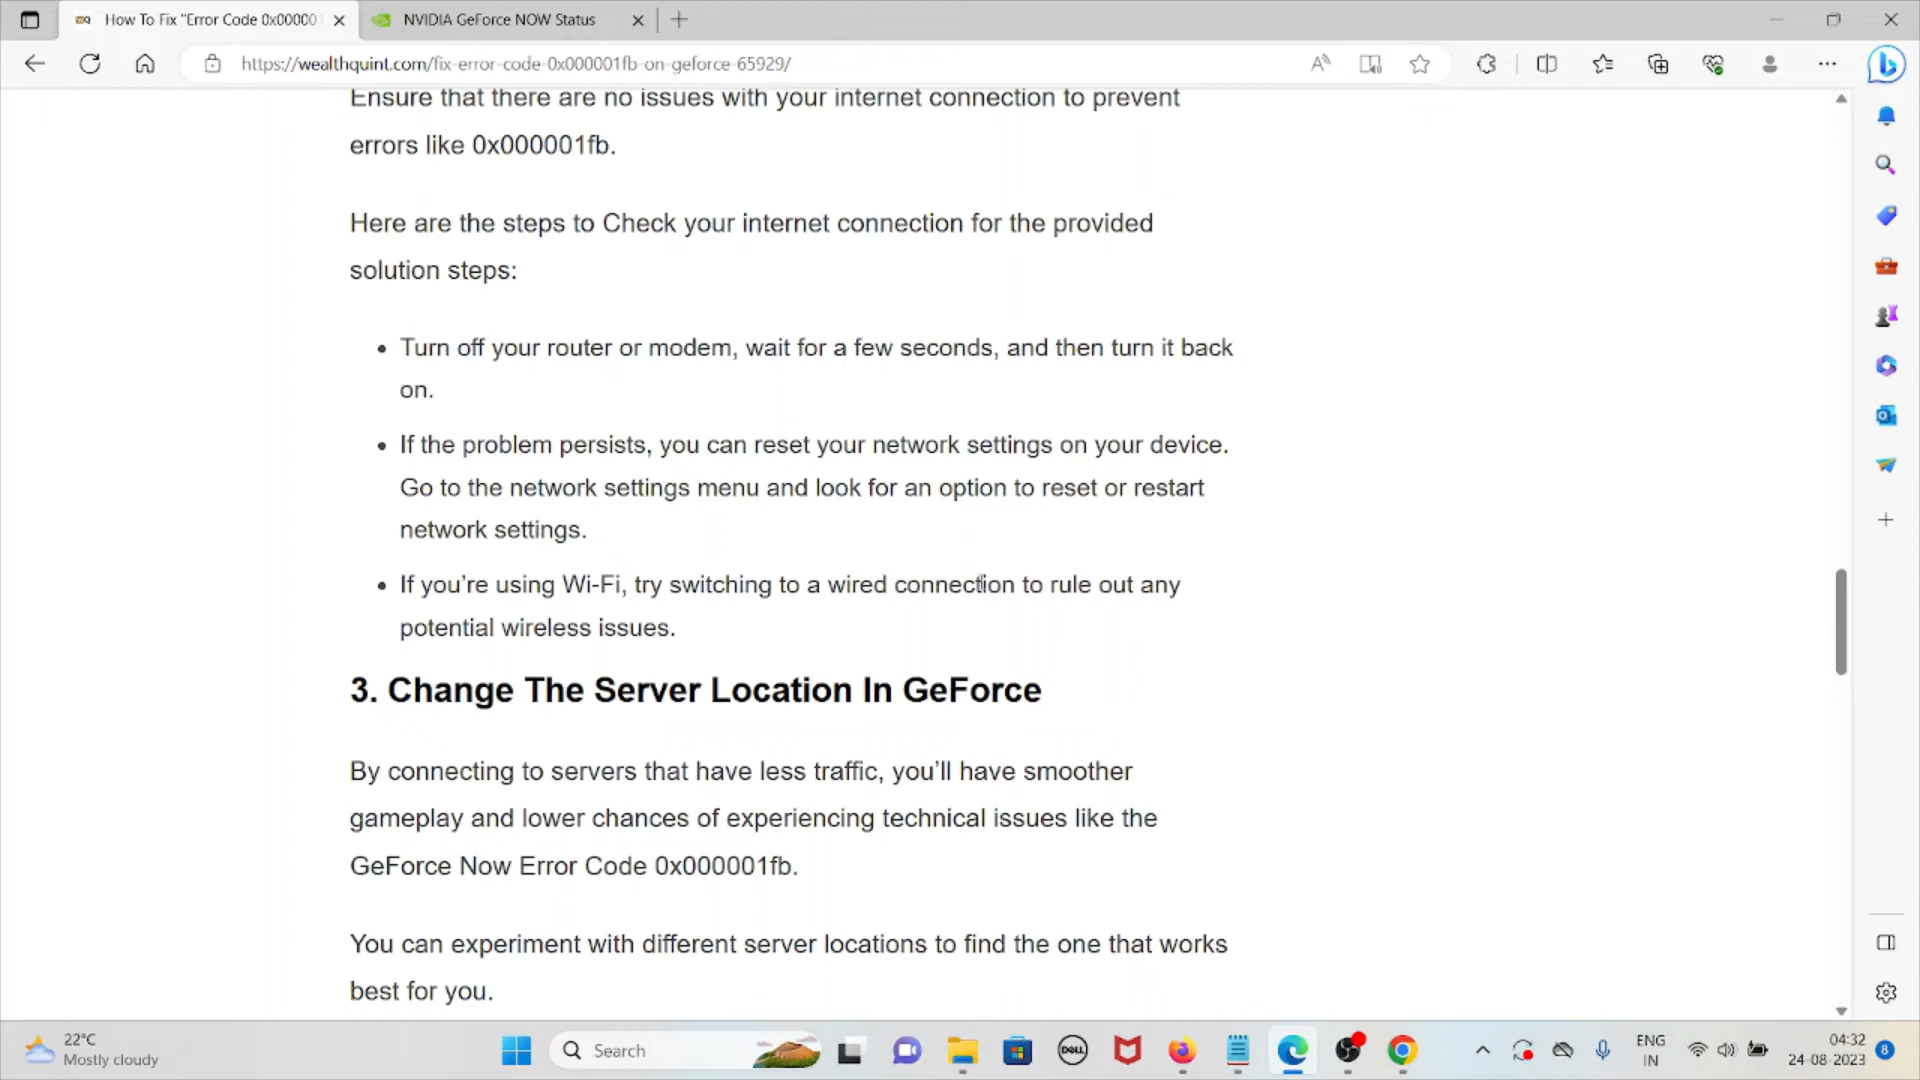 How To Fix "Error Code 0x00000
NVIDIA GeForce NOW Status
https://wealthquint.com/fix-error-code-0x000001fb-on-geforce-65929/
Ensure that there are no issues with your internet connection to prevent
errors like 0x000001fb.
Here are the steps to Check your internet connection for the provided
solution steps:
• Turn off your router or modem, wait for a few seconds, and then turn it back
on.
• If the problem persists, you can reset your network settings on your device.
Go to the network settings menu and look for an option to reset or restart
network settings.
• If you’re using Wi-Fi, try switching to a wired connection to rule out any
potential wireless issues.
3. Change The Server Location In GeForce
By connecting to servers that have less traffic, you’ll have smoother
gameplay and lower chances of experiencing technical issues like the
GeForce Now Error Code 0x000001fb.
You can experiment with different server locations to find the one that works
best for you.
22°C
Mostly cloudy
Search
DELL
ENG
IN
04:32
24-08-2023
8